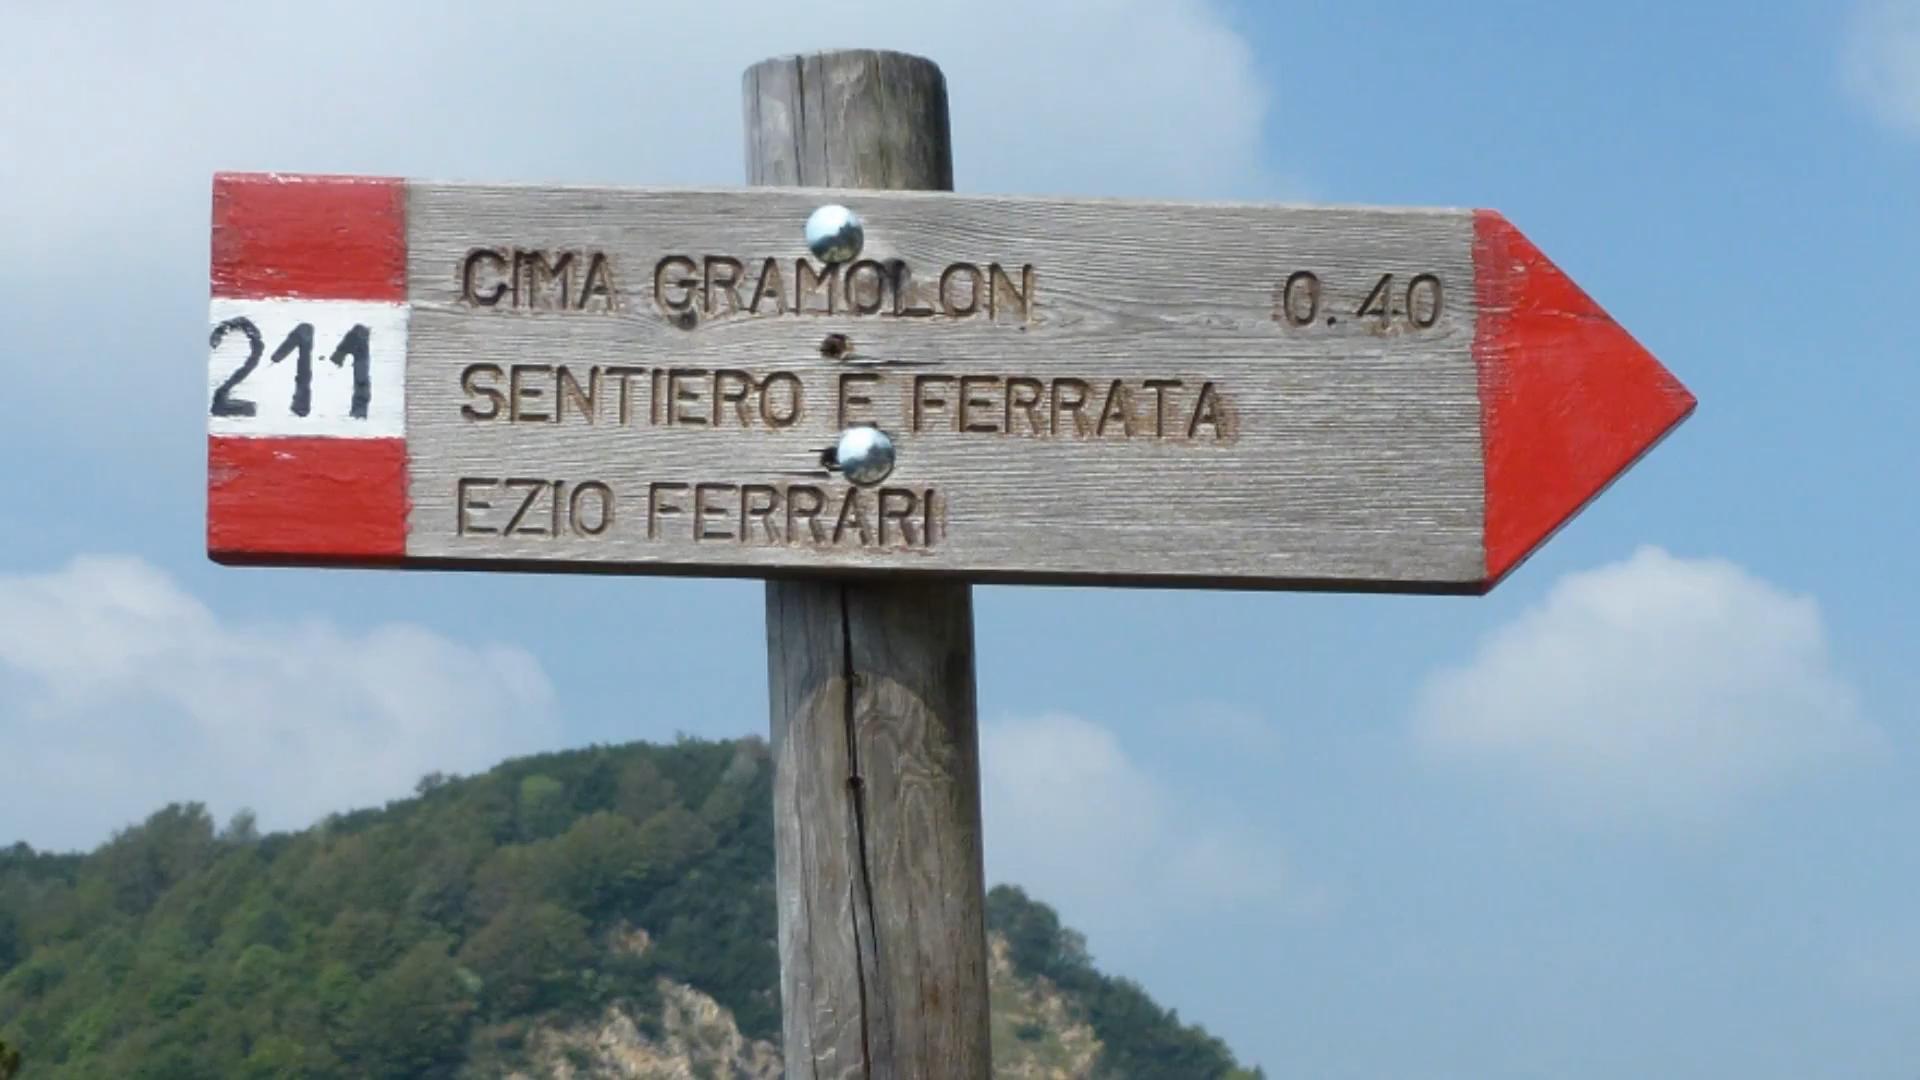 CIMA GRAMOLON 0.40
211
SENTIERO E FERRATA
EZIO FERRARI